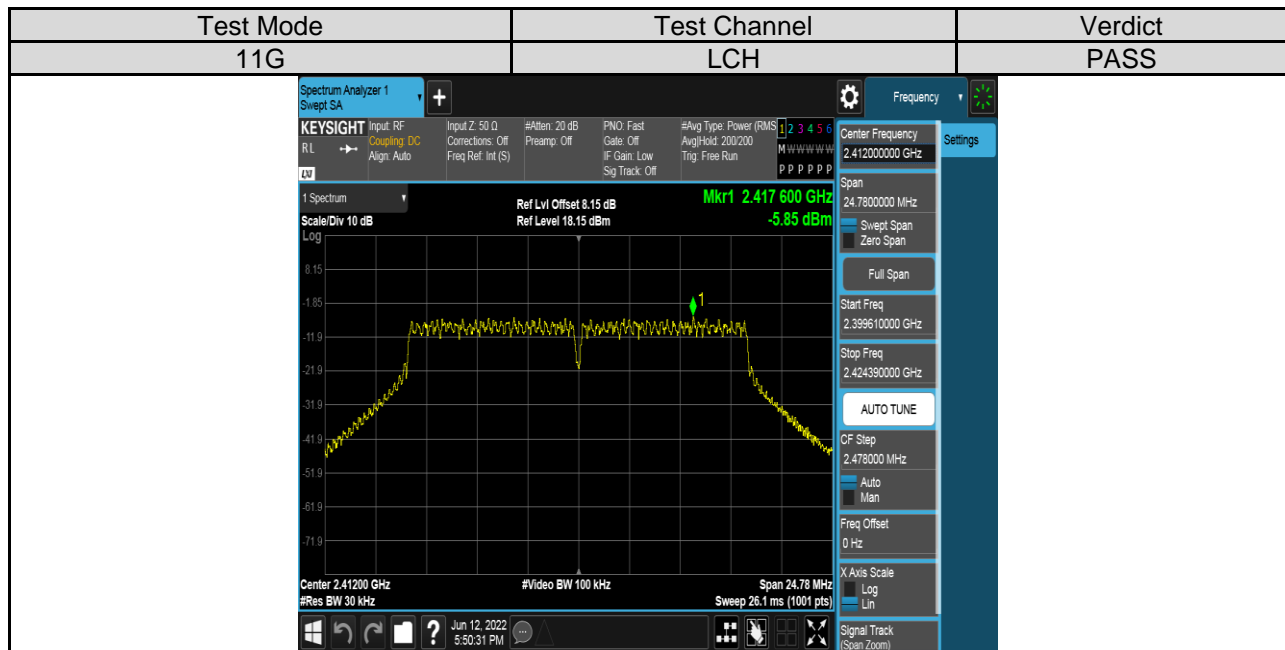 Test Mode Test Channel Verdict
11G LCH PASS
Spectrum Analyzer 1
Swept SA
+
Frequency
KEYSIGHT
RL
LXI
Input: RF
Coupling: DC
Align: Auto
Input Z: 50 Ω
Corrections: Off
Freq Ref: Int (S)
#Atten: 20 dB
Preamp: Off
PNO: Fast
Gate: Off
IF Gain: Low
Sig Track: Off
#Avg Type: Power (RMS
Avg|Hold: 200/200
Trig: Free Run
1 2 3 4 5 6
M W W W W W
P P P P P P
Settings
Center Frequency
2.412000000 GHz
Span
24.7800000 MHz
Swept Span
Zero Span
Full Span
Start Freq
2.399610000 GHz
Stop Freq
2.424390000 GHz
AUTO TUNE
CF Step
2.478000 MHz
Auto
Man
Freq Offset
0 Hz
X Axis Scale
Log
Lin
Signal Track
(Span Zoom)
1 Spectrum
Scale/Div 10 dB
Log
Ref Lvl Offset 8.15 dB
Ref Level 18.15 dBm
Mkr1 2.417 600 GHz
-5.85 dBm
1
8.15
-1.85
-11.9
-21.9
-31.9
-41.9
-51.9
-61.9
-71.9
Center 2.41200 GHz
#Res BW 30 kHz
#Video BW 100 kHz
Span 24.78 MHz
Sweep 26.1 ms (1001 pts)
?
Jun 12, 2022
5:50:31 PM